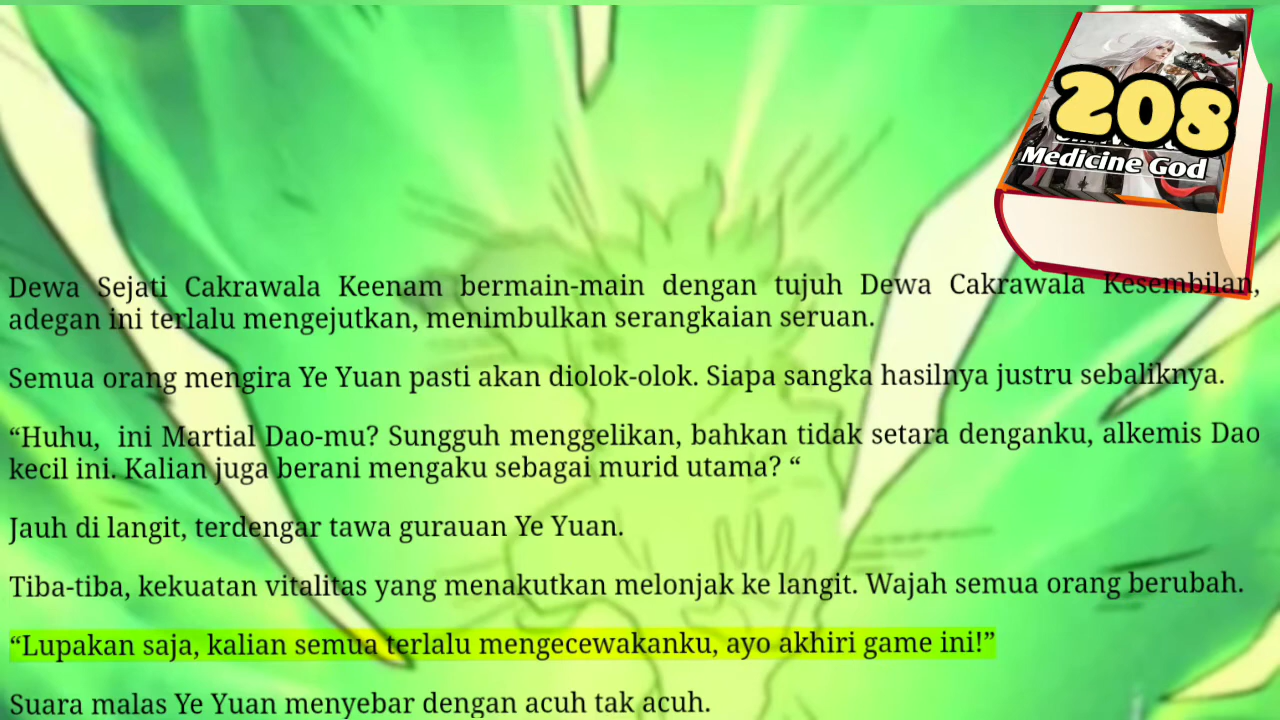 208
Medicine God
Dewa Sejati Cakrawala Keenam bermain-main dengan tujuh Dewa Cakrawala Kesembilan,
adegan ini terlalu mengejutkan, menimbulkan serangkaian seruan.
Semua orang mengira Ye Yuan pasti akan diolok-olok. Siapa sangka hasilnya justru sebaliknya.
“Huhu,  ini Martial Dao-mu? Sungguh menggelikan, bahkan tidak setara denganku, alkemis Dao
kecil ini. Kalian juga berani mengaku sebagai murid utama? “
Jauh di langit, terdengar tawa gurauan Ye Yuan.
Tiba-tiba, kekuatan vitalitas yang menakutkan melonjak ke langit. Wajah semua orang berubah.
“Lupakan saja, kalian semua terlalu mengecewakanku, ayo akhiri game ini!”
Suara malas Ye Yuan menyebar dengan acuh tak acuh.